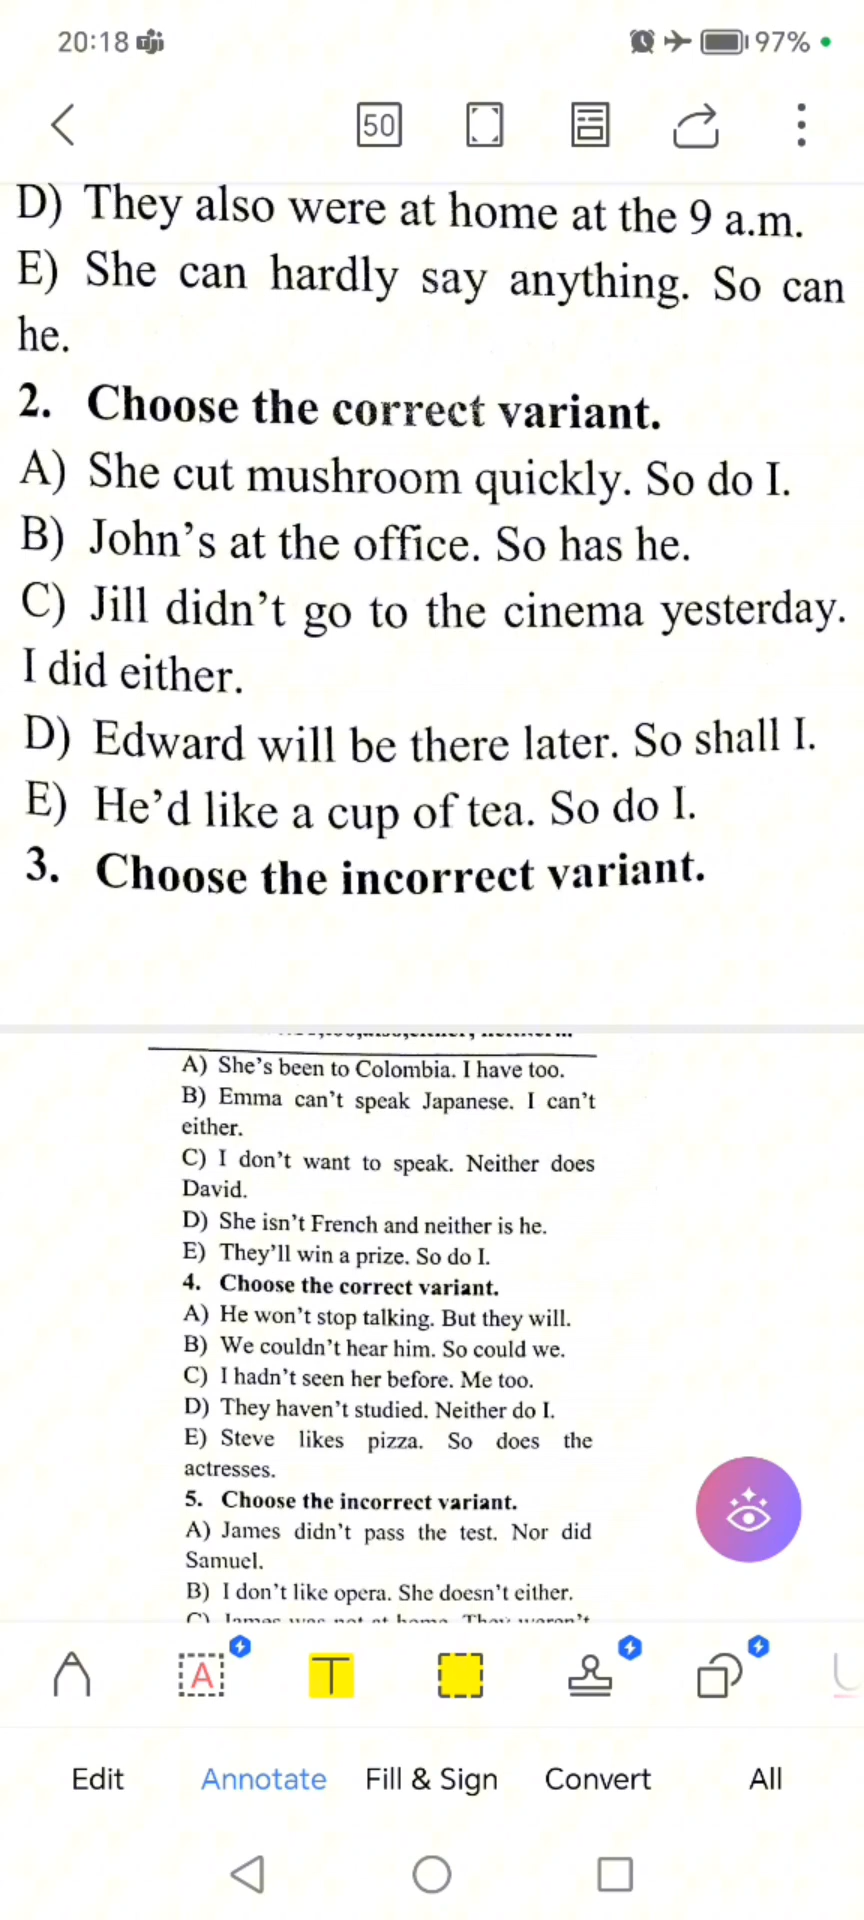 20:18
97%
50
D) They also were at home at the 9 a.m.
E) She can hardly say anything. So can
he.
2. Choose the correct variant.
A) She cut mushroom quickly. So do I.
B) John’s at the office. So has he.
C) Jill didn’t go to the cinema yesterday.
I did either.
D) Edward will be there later. So shall I.
E) He’d like a cup of tea. So do I.
3. Choose the incorrect variant.
A) She’s been to Colombia. I have too.
B) Emma can’t speak Japanese. I can’t
either.
C) I don’t want to speak. Neither does
David.
D) She isn’t French and neither is he.
E) They’ll win a prize. So do I.
4. Choose the correct variant.
A) He won’t stop talking. But they will.
B) We couldn’t hear him. So could we.
C) I hadn’t seen her before. Me too.
D) They haven’t studied. Neither do I.
E) Steve likes pizza. So does the
actresses.
5. Choose the incorrect variant.
A) James didn’t pass the test. Nor did
Samuel.
B) I don’t like opera. She doesn’t either.
C) James was not at home. They weren’t
A
T
Edit
Annotate
Fill & Sign
Convert
All